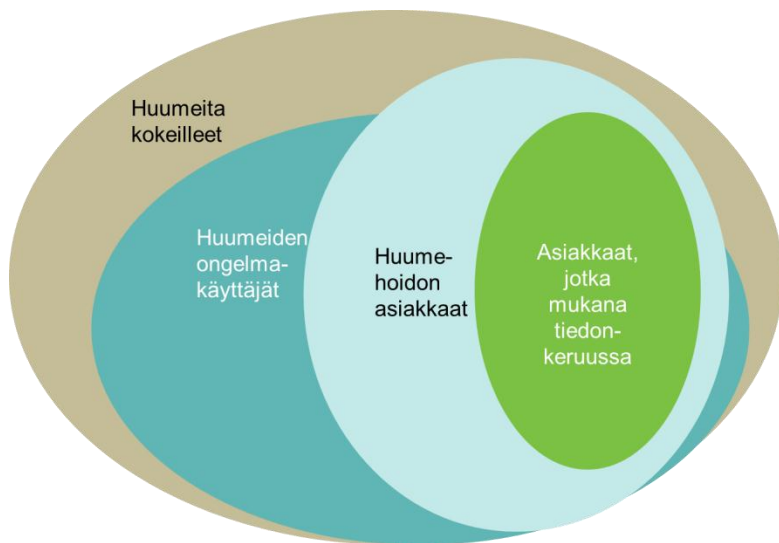 Huumeita
kokeilleet
Huumeiden
ongelma-
käyttäjät
Huume-
hoidon
asiakkaat
Asiakkaat,
jotka
mukana
tiedon-
keruussa